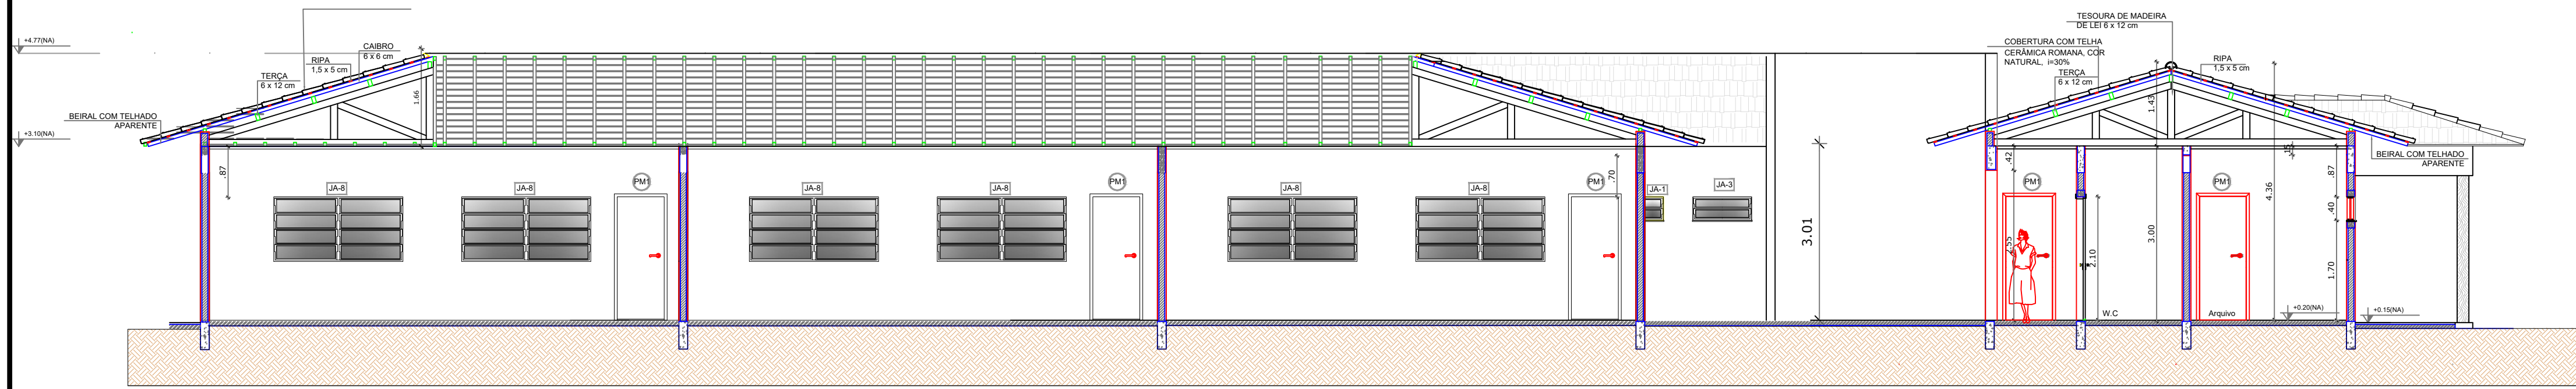 +4.77(NA)
CAIBRO
6 x 6 cm
RIPA
1,5 x 5 cm
TERÇA
6 x 12 cm
BEIRAL COM TELHADO
APARENTE
+3.10(NA)
1.66
.87
JA-8
JA-8
PM1
JA-8
JA-8
PM1
JA-8
JA-8
PM1
.70
JA-1
JA-3
3.01
TESOURA DE MADEIRA
DE LEI 6 x 12 cm
COBERTURA COM TELHA
CERÂMICA ROMANA, COR
NATURAL, i=30%
TERÇA
6 x 12 cm
RIPA
1,5 x 5 cm
1.43
.42
.15
4.36
BEIRAL COM TELHADO
APARENTE
PM1
PM1
.87
.40
2.55
2.10
3.00
1.70
W.C
Arquivo
+0.20(NA)
+0.15(NA)